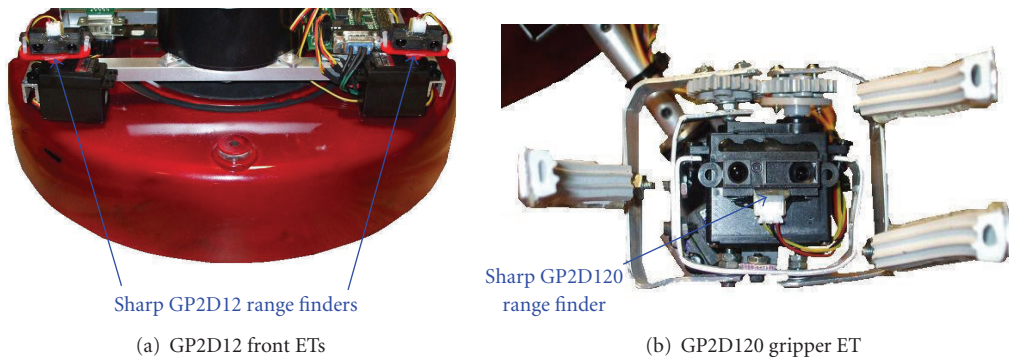 Sharp GP2D12 range finders
Sharp GP2D120
range finder
(a) GP2D12 front ETs
(b) GP2D120 gripper ET